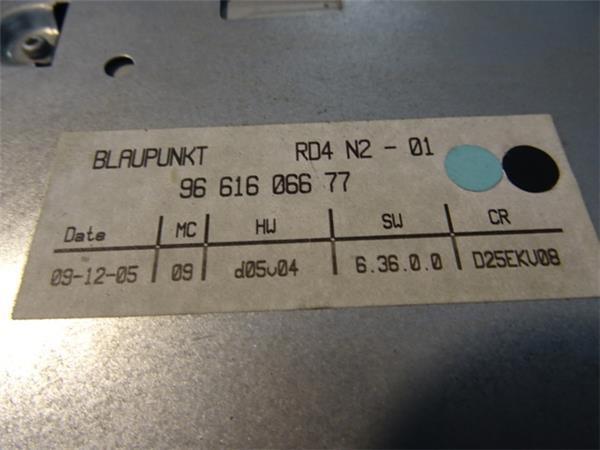 BLAUPUNKT RD4 N2 - 01
96 616 066 77
Date MC HW SW CR
09-12-05 09 d05v04 6.36.0.0 D25EKV08